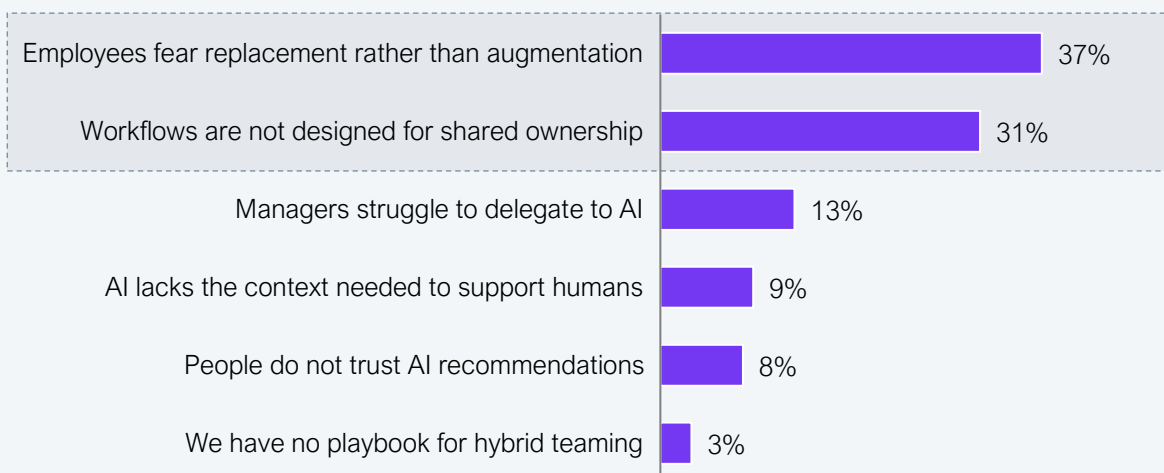 Employees fear replacement rather than augmentation 37%
Workflows are not designed for shared ownership 31%
Managers struggle to delegate to AI 13%
AI lacks the context needed to support humans 9%
People do not trust AI recommendations 8%
We have no playbook for hybrid teaming 3%